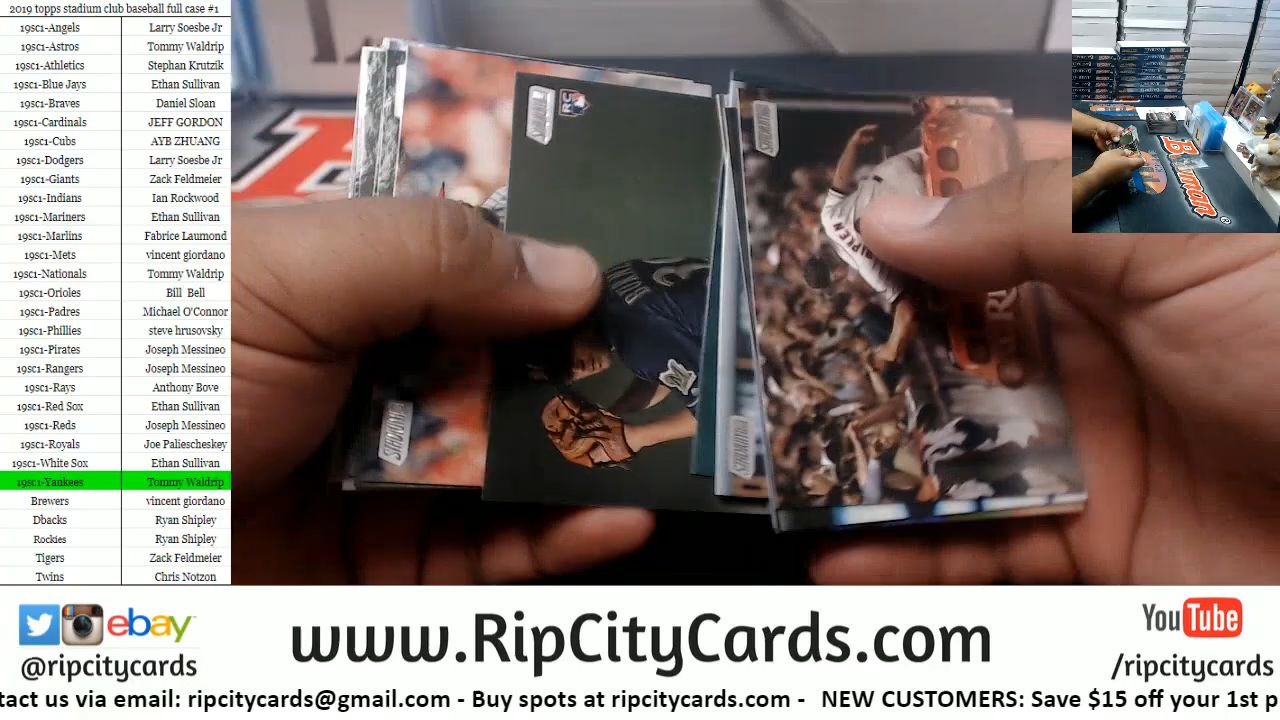 2019 topps stadium club baseball full case #1
19sc1-Angels Larry Soesbe Jr
19sc1-Astros Tommy Waldrip
19sc1-Athletics Stephan Krutzik
19sc1-Blue Jays Ethan Sullivan
19sc1-Braves Daniel Sloan
19sc1-Cardinals JEFF GORDON
19sc1-Cubs AYB ZHUANG
19sc1-Dodgers Larry Soesbe Jr
19sc1-Giants Zack Feldmeier
19sc1-Indians Ian Rockwood
19sc1-Mariners Ethan Sullivan
19sc1-Marlins Fabrice Laumond
19sc1-Mets vincent giordano
19sc1-Nationals Tommy Waldrip
19sc1-Orioles Bill Bell
19sc1-Padres Michael O'Connor
19sc1-Phillies steve hrusovsky
19sc1-Pirates Joseph Messineo
19sc1-Rangers Joseph Messineo
19sc1-Rays Anthony Bove
19sc1-Red Sox Ethan Sullivan
19sc1-Reds Joseph Messineo
19sc1-Royals Joe Paliescheskey
19sc1-White Sox Ethan Sullivan
19sc1-Yankees Tommy Waldrip
Brewers vincent giordano
Dbacks Ryan Shipley
Rockies Ryan Shipley
Tigers Zack Feldmeier
Twins Chris Notzon
Bowman
ebay
@ripcitycards
www.RipCityCards.com
YouTube
/ripcitycards
tact us via email: ripcitycards@gmail.com - Buy spots at ripcitycards.com - NEW CUSTOMERS: Save $15 off your 1st p